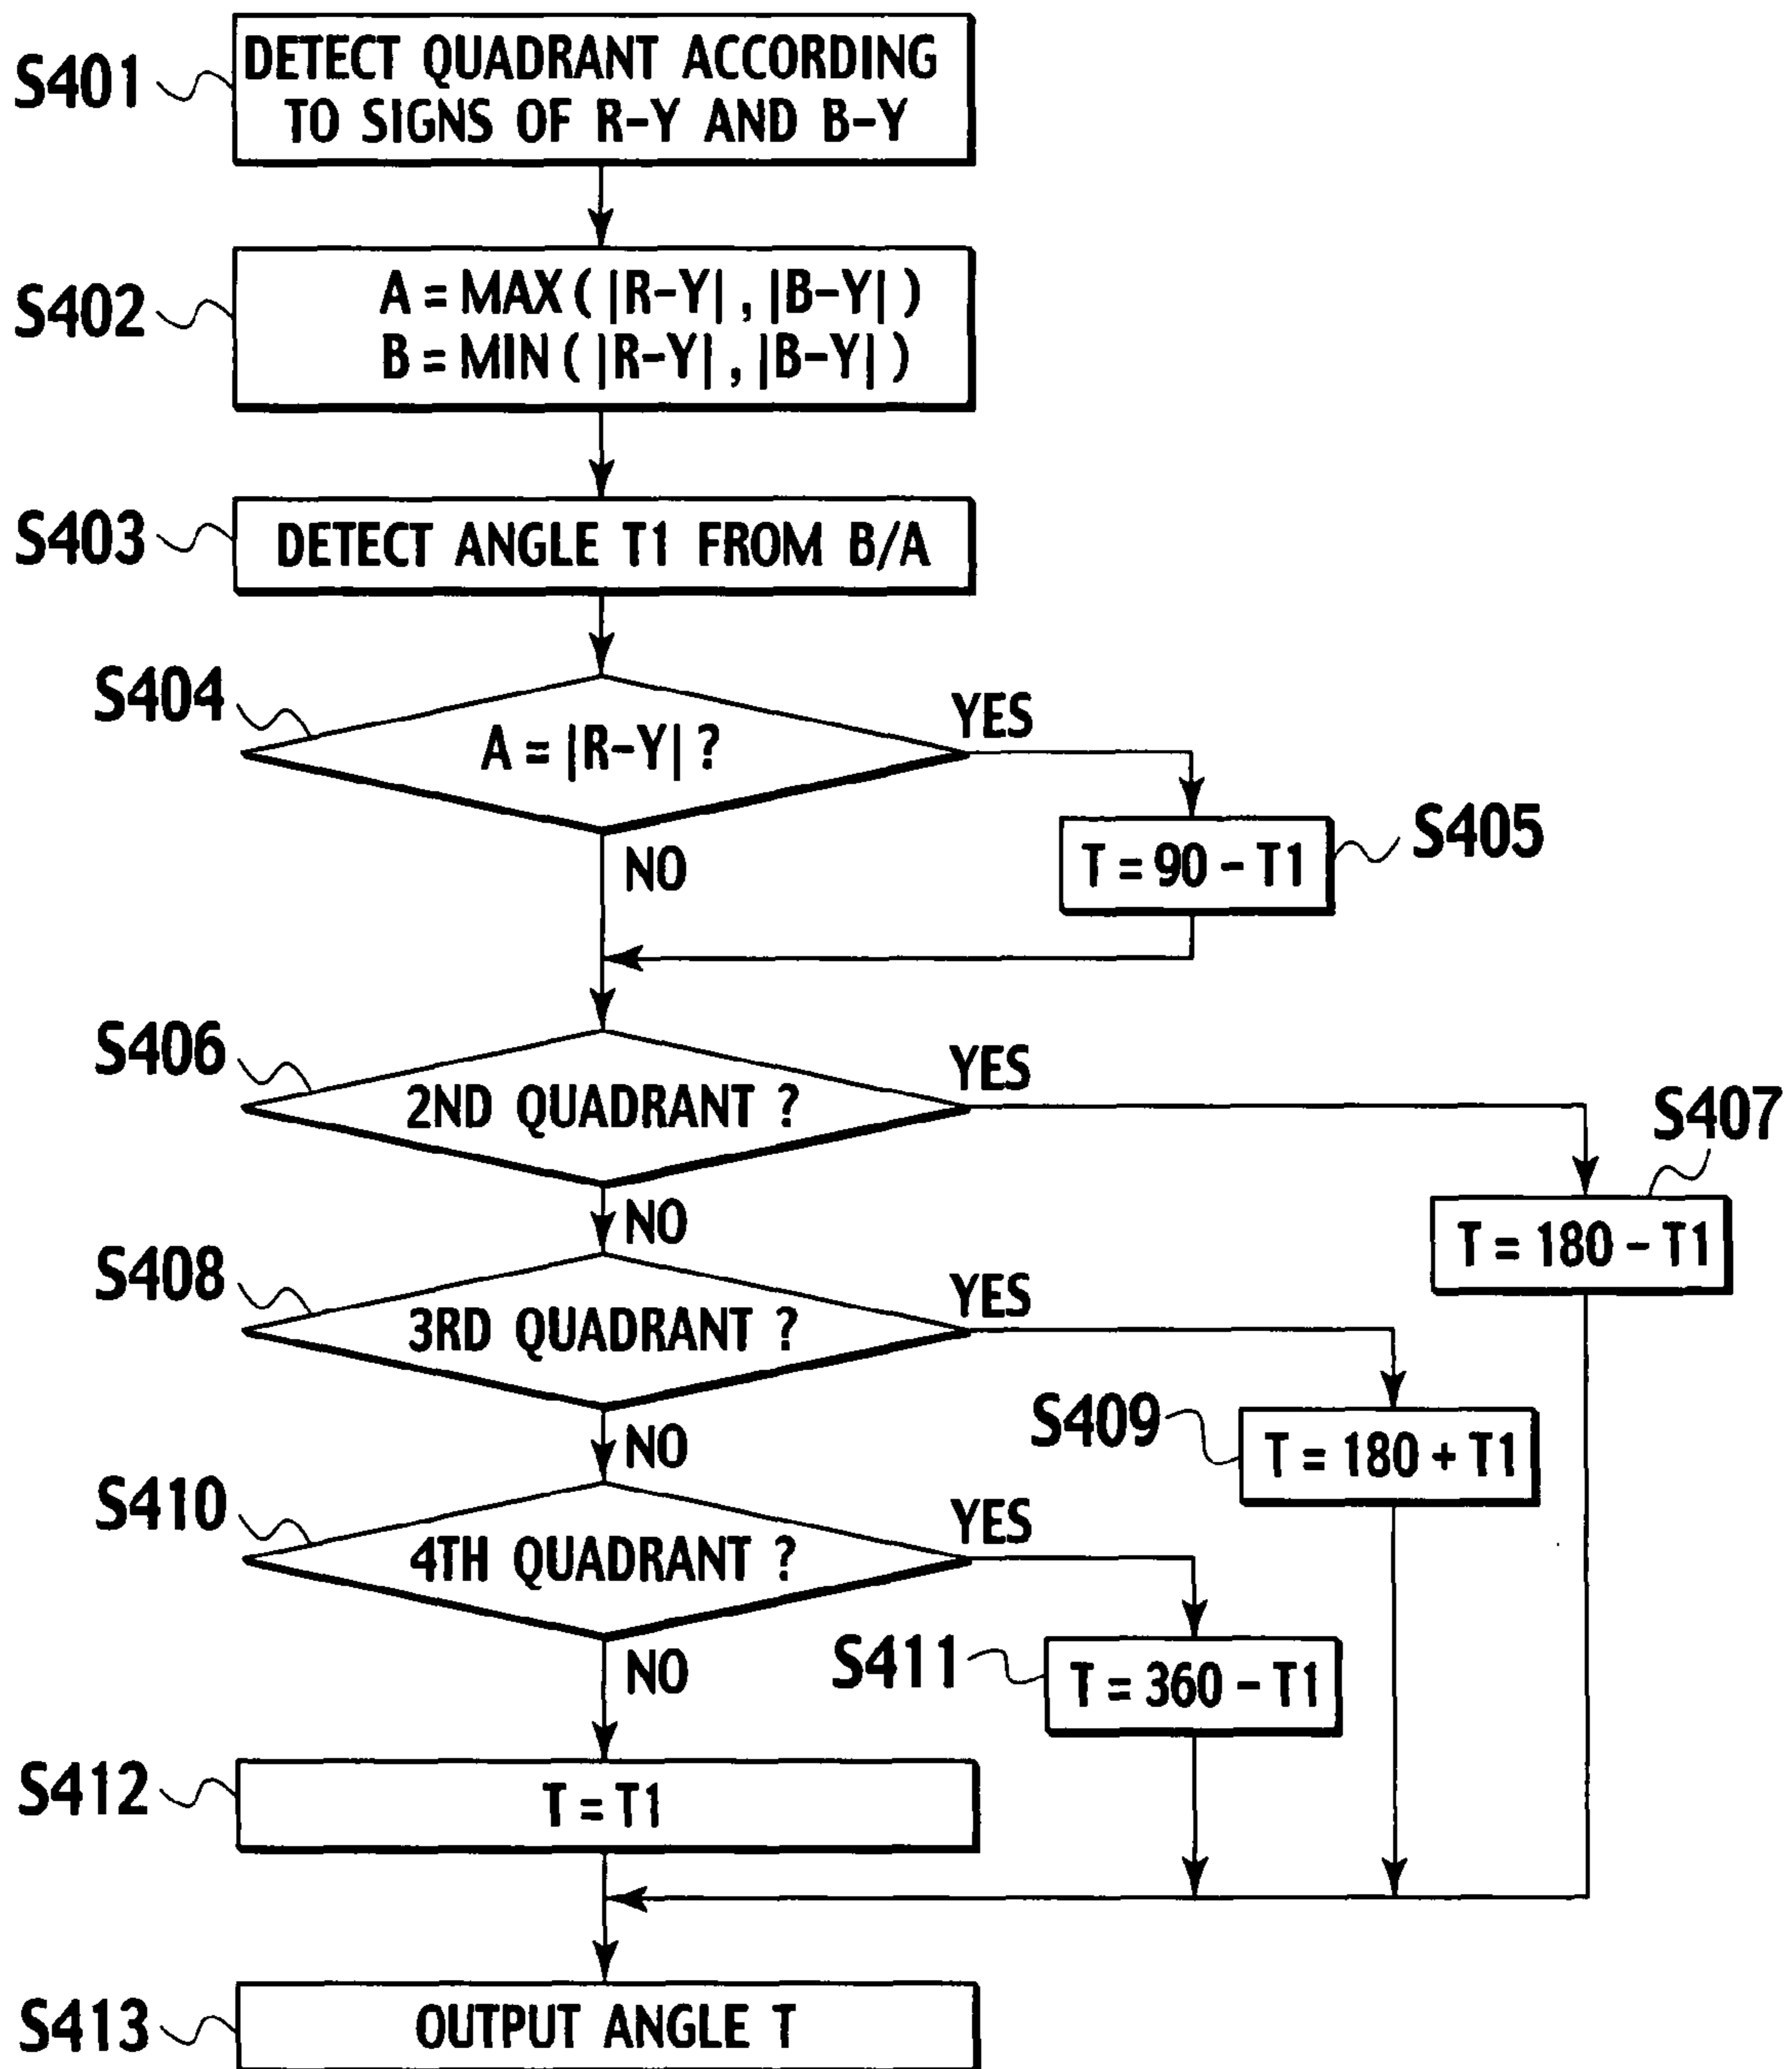 S401
DETECT QUADRANT ACCORDING
TO SIGNS OF R-Y AND B-Y
S402
A = MAX ( |R-Y| , |B-Y| )
B = MIN ( |R-Y| , |B-Y| )
S403
DETECT ANGLE T1 FROM B/A
S404
A = |R-Y| ?
YES
NO
S405
T = 90 - T1
S406
2ND QUADRANT ?
YES
NO
S407
T = 180 - T1
S408
3RD QUADRANT ?
YES
NO
S409
T = 180 + T1
S410
4TH QUADRANT ?
YES
NO
S411
T = 360 - T1
S412
T = T1
S413
OUTPUT ANGLE T